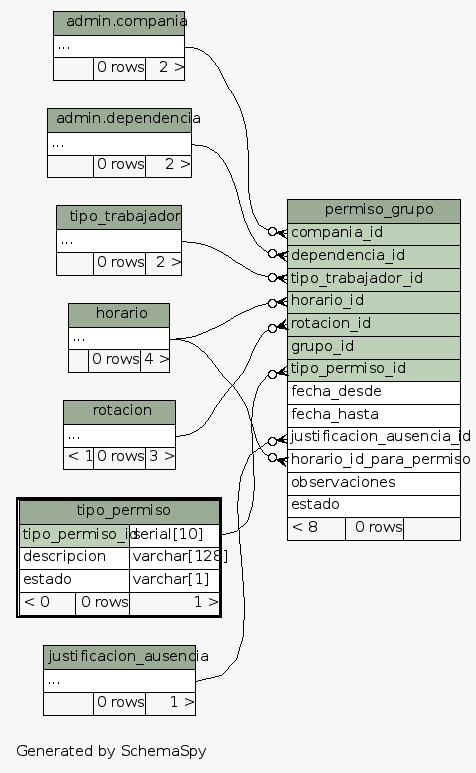 admin.compania
...
0 rows 2 >
admin.dependencia
...
0 rows 2 >
tipo_trabajador
...
0 rows 2 >
horario
...
0 rows 4 >
rotacion
...
< 1 0 rows 3 >
tipo_permiso
tipo_permiso_id serial[10]
descripcion varchar[128]
estado varchar[1]
< 0 0 rows 1 >
justificacion_ausencia
...
0 rows 1 >
permiso_grupo
compania_id
dependencia_id
tipo_trabajador_id
horario_id
rotacion_id
grupo_id
tipo_permiso_id
fecha_desde
fecha_hasta
justificacion_ausencia_id
horario_id_para_permiso
observaciones
estado
< 8 0 rows
Generated by SchemaSpy